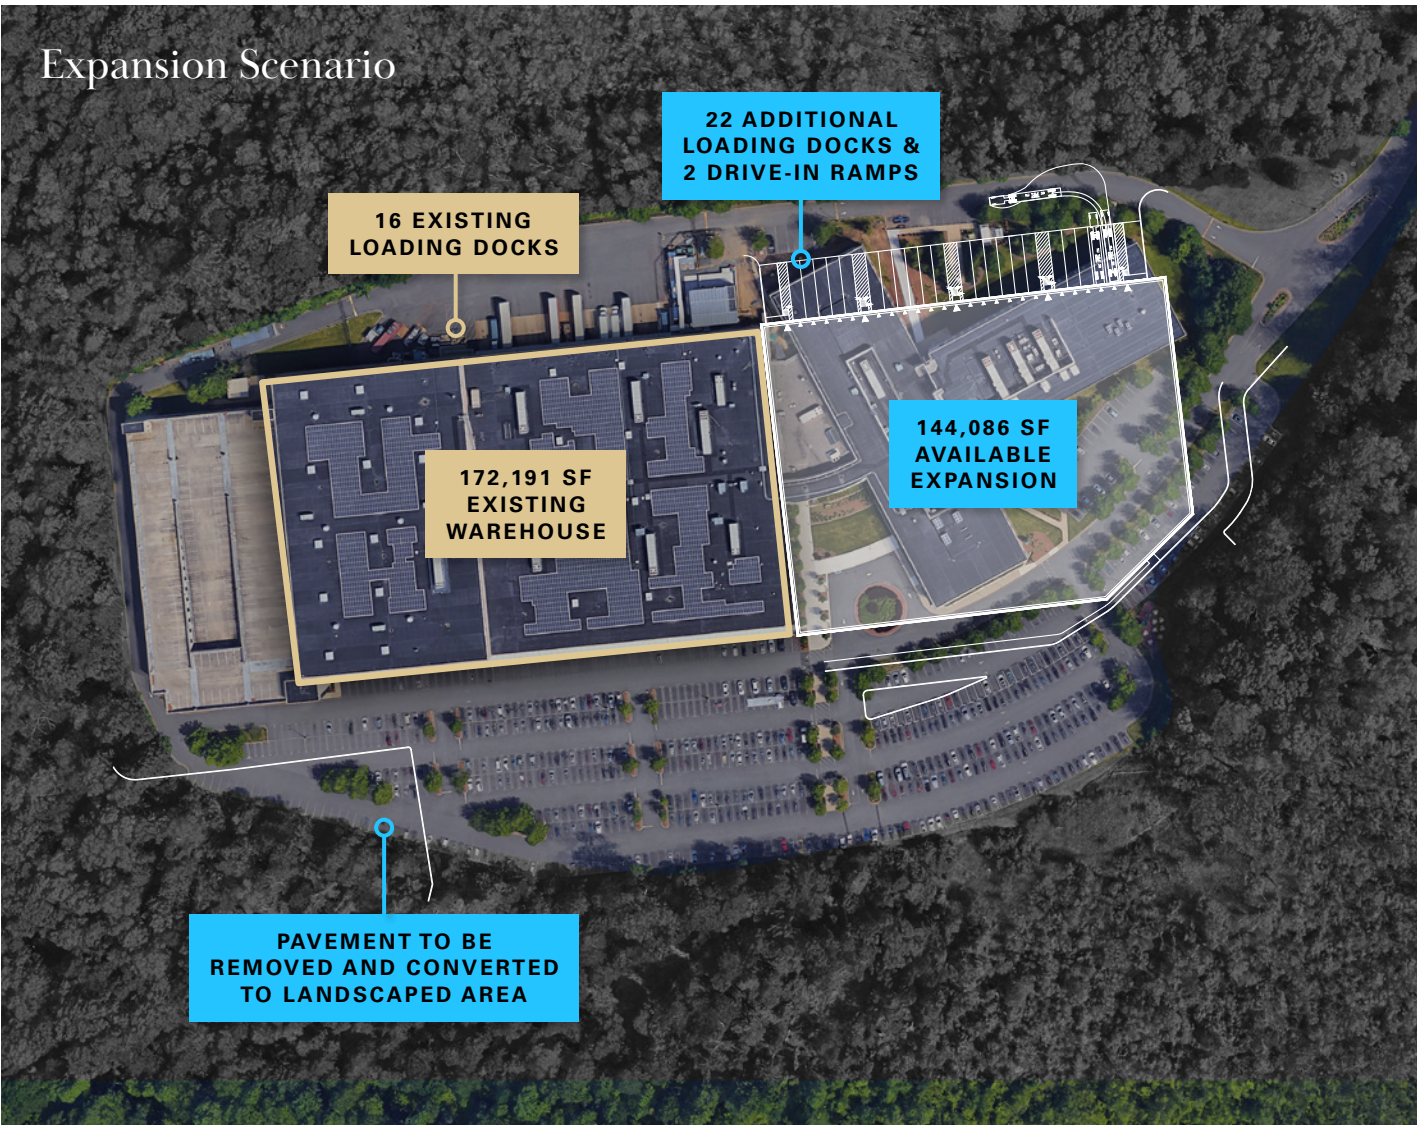 Expansion Scenario
22 ADDITIONAL
LOADING DOCKS &
2 DRIVE-IN RAMPS
16 EXISTING
LOADING DOCKS
144,086 SF
AVAILABLE
EXPANSION
172,191 SF
EXISTING
WAREHOUSE
PAVEMENT TO BE
REMOVED AND CONVERTED
TO LANDSCAPED AREA